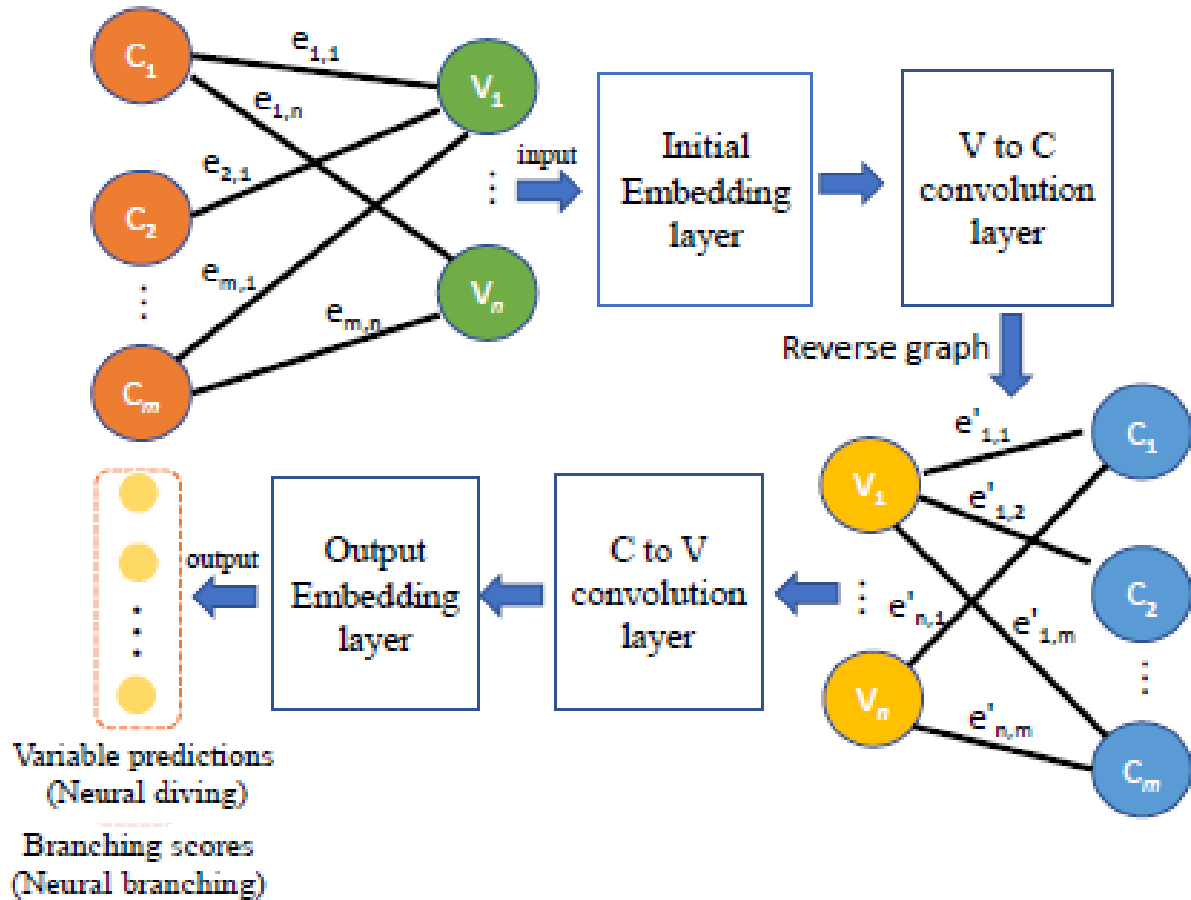 C1
e1,1
V1
e1,n
e2,1
C2
⋮
⋮
em,1
Vn
em,n
Cm
input
Initial
Embedding
layer
V to C
convolution
layer
Reverse graph
e'1,1
C1
V1
e'1,2
C2
⋮
e'n,1
e'1,m
⋮
Vn
e'n,m
Cm
C to V
convolution
layer
Output
Embedding
layer
output
Variable predictions
(Neural diving)
Branching scores
(Neural branching)